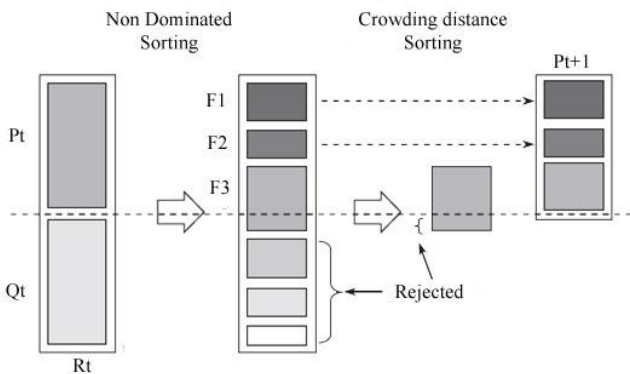 Non Dominated
Sorting
Crowding distance
Sorting
Pt+1
Pt
F1
F2
F3
Qt
Rejected
Rt